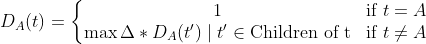 D_A(t) = { 1 if t = A
max Δ * D_A(t′) | t′ ∈ Children of t if t ≠ A